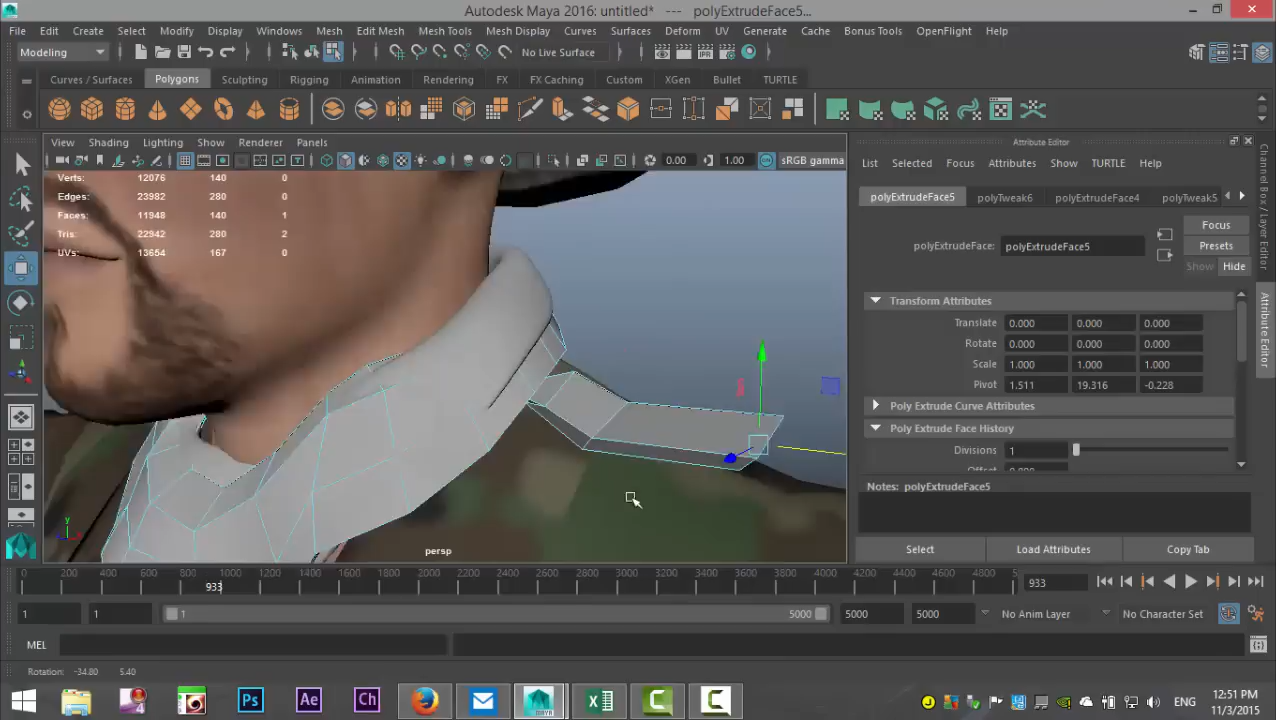 Autodesk Maya 2016: untitled* --- polyExtrudeFace5...
File Edit Create Select Modify Display Windows Mesh Edit Mesh Mesh Tools Mesh Display Curves Surfaces Deform UV Generate Cache Bonus Tools OpenFlight Help
Modeling No Live Surface
Curves / Surfaces Polygons Sculpting Rigging Animation Rendering FX FX Caching Custom XGen Bullet TURTLE
View Shading Lighting Show Renderer Panels
0.00 1.00 sRGB gamma
Verts: 12076 140 0
Edges: 23982 280 0
Faces: 11948 140 1
Tris: 22942 280 2
UVs: 13654 167 0
persp
Attribute Editor
List Selected Focus Attributes Show TURTLE Help
polyExtrudeFace5 polyTweak6 polyExtrudeFace4 polyTweak5
Focus
polyExtrudeFace: polyExtrudeFace5 Presets
Show Hide
Transform Attributes
Translate 0.000 0.000 0.000
Rotate 0.000 0.000 0.000
Scale 1.000 1.000 1.000
Pivot 1.511 19.316 -0.228
Poly Extrude Curve Attributes
Poly Extrude Face History
Divisions 1
Notes: polyExtrudeFace5
Select Load Attributes Copy Tab
Channel Box / Layer Editor
Attribute Editor
0 200 400 600 800 1000 1200 1400 1600 1800 2000 2200 2400 2600 2800 3000 3200 3400 3600 3800 4000 4200 4400 4600 4800 5
933 933
1 1 1 5000 5000 5000 No Anim Layer No Character Set
MEL
Rotation: -34.80 5.40
Ps Ae Ch MAYA
ENG 12:51 PM
11/3/2015